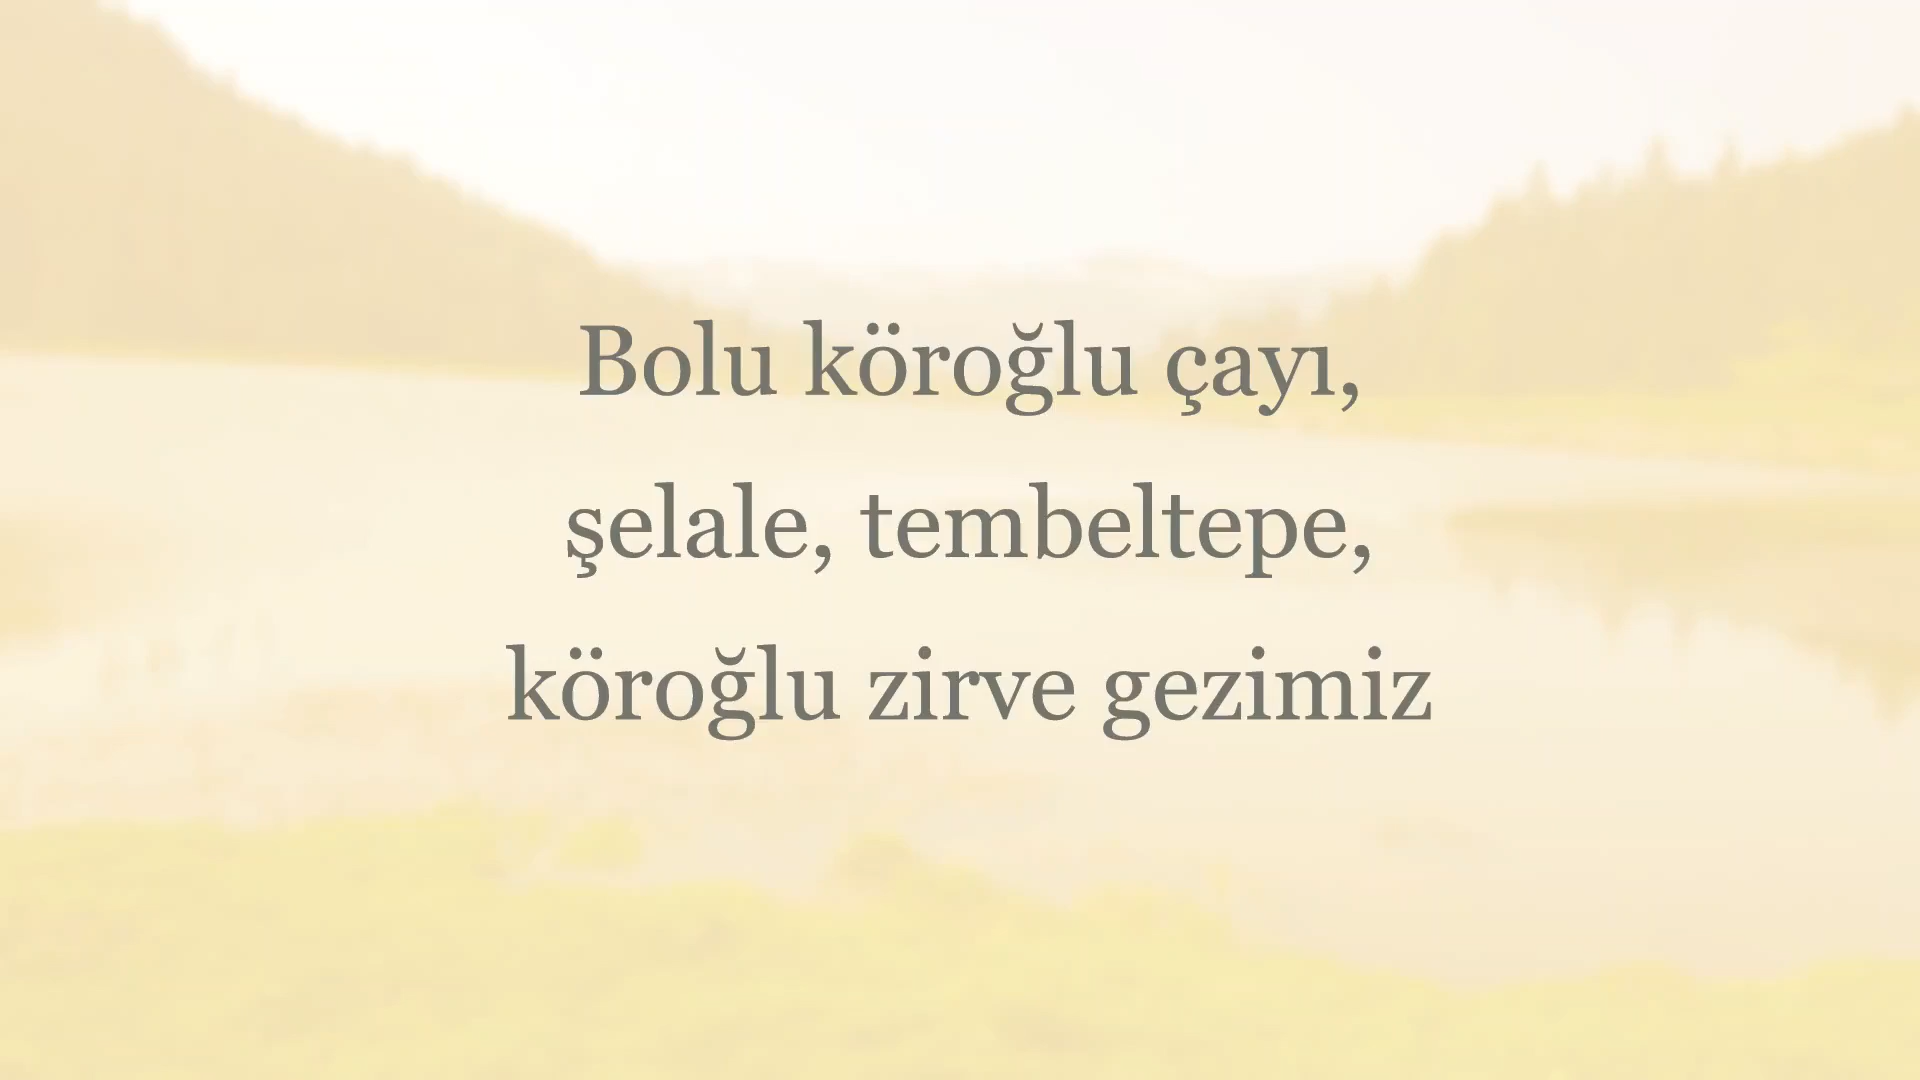 Bolu köroğlu çayı,
şelale, tembeltepe,
köroğlu zirve gezimiz